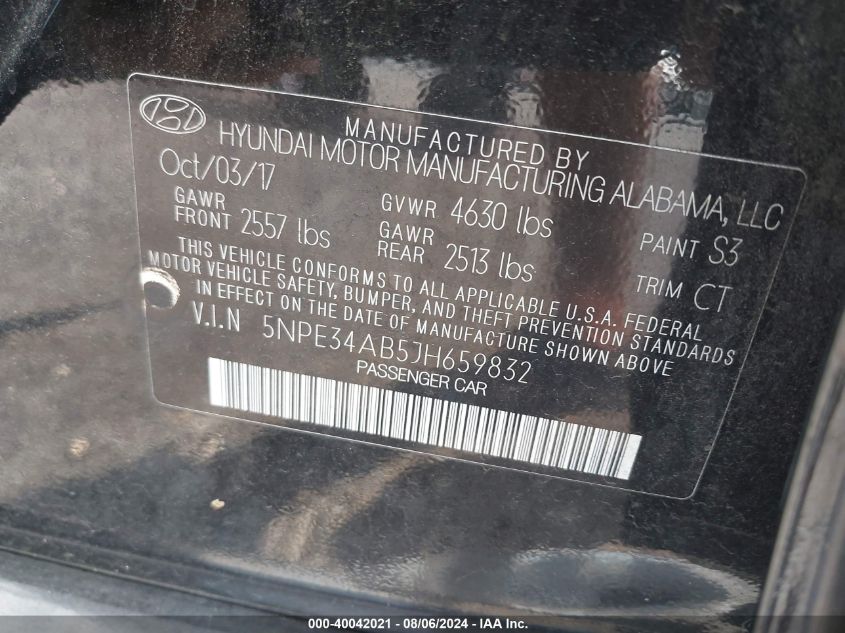 MANUFACTURED BY
HYUNDAI MOTOR MANUFACTURING ALABAMA, LLC
Oct/03/17
GVWR 4630 lbs
PAINT S3
GAWR FRONT 2557 lbs
GAWR REAR 2513 lbs
TRIM CT
THIS VEHICLE CONFORMS TO ALL APPLICABLE U.S.A. FEDERAL
MOTOR VEHICLE SAFETY, BUMPER, AND THEFT PREVENTION STANDARDS
IN EFFECT ON THE DATE OF MANUFACTURE SHOWN ABOVE
V.I.N 5NPE34AB5JH659832
PASSENGER CAR
000-40042021 - 08/06/2024 - IAA Inc.